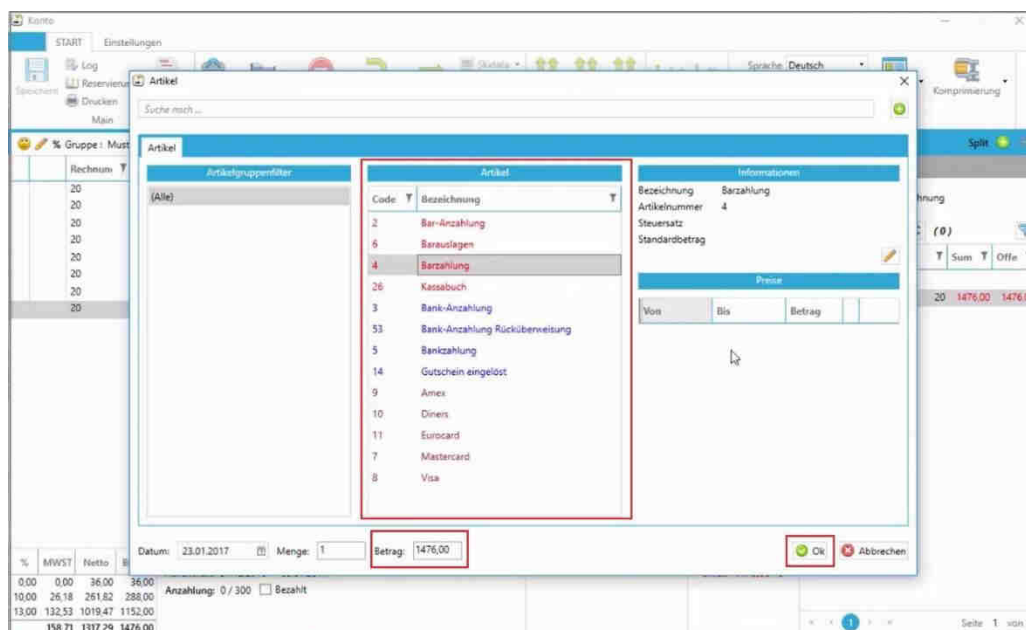 Konto
START Einstellungen
Speichern
Log
Reservierun
Drucken
Main
Skitata
Sprache Deutsch
Komprimierung
% Gruppe: Must
Split
Rechnun
20
20
20
20
20
20
20
20
Artikel
Suche nach ...
Artikel
Artikelgruppenfilter
(Alle)
Artikel
Code Bezeichnung
2 Bar-Anzahlung
6 Barauslagen
4 Barzahlung
26 Kassabuch
3 Bank-Anzahlung
53 Bank-Anzahlung Rücküberweisung
5 Bankzahlung
14 Gutschein eingelöst
9 Amex
10 Diners
11 Eurocard
7 Mastercard
8 Visa
Informationen
Bezeichnung Barzahlung
Artikelnummer 4
Steuersatz
Standardbetrag
Preise
Von Bis Betrag
Datum: 23.01.2017 Menge: 1 Betrag: 1476,00 Ok Abbrechen
hnung
(0)
Sum Offe
20 1476,00 1476,0
% MWST Netto B
0,00 0,00 36,00 36,00
10,00 26,18 261,82 288,00
13,00 132,53 1019,47 1152,00
158,71 1317,29 1476,00
Anzahlung: 0 / 300 Bezahlt
1
Seite 1 von